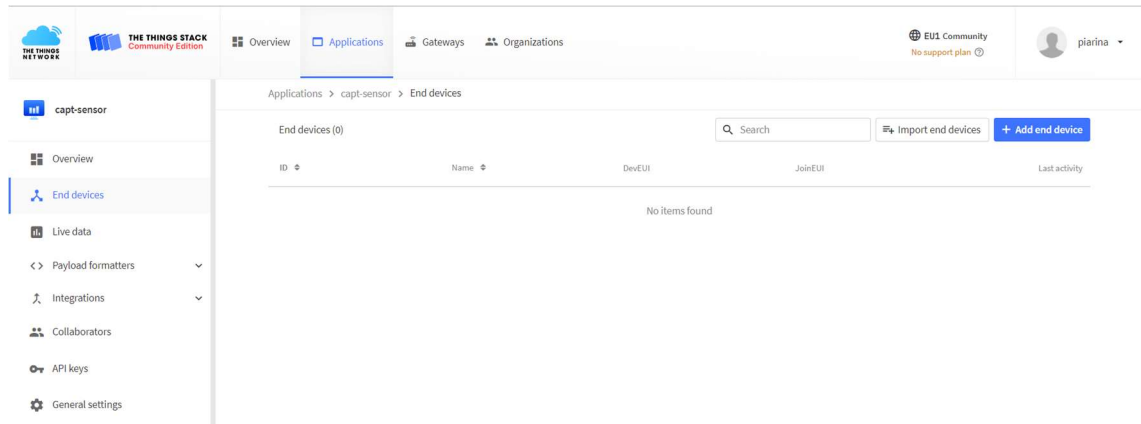 THE THINGS
NETWORK
THE THINGS STACK
Community Edition
Overview
Applications
Gateways
Organizations
EU1 Community
No support plan
piarina
capt-sensor
Overview
End devices
Live data
Payload formatters
Integrations
Collaborators
API keys
General settings
Applications > capt-sensor > End devices
End devices (0)
Search
Import end devices
+ Add end device
ID
Name
DevEUI
JoinEUI
Last activity
No items found